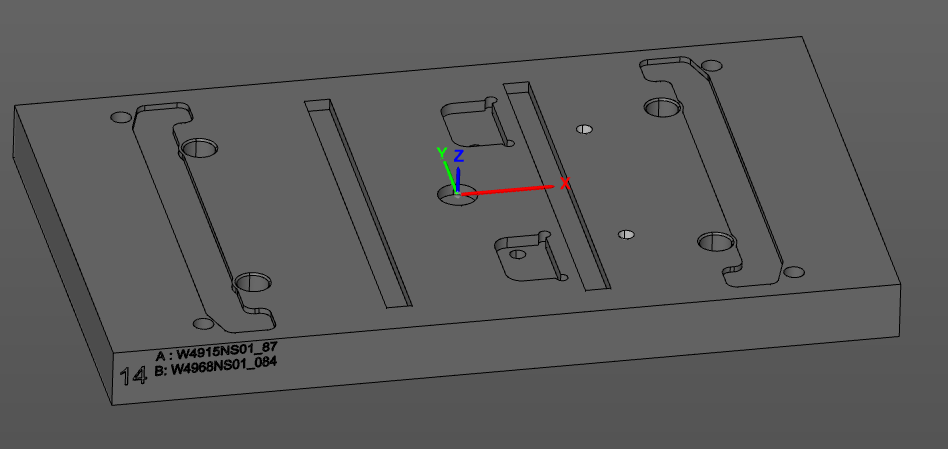 Y Z
X
A : W4915NS01_87
14 B: W4968NS01_084